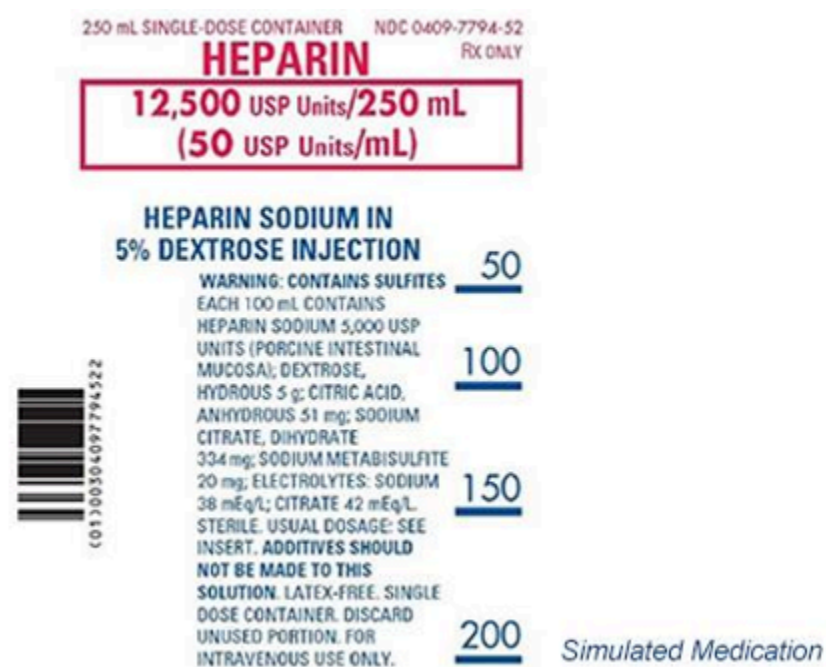 250 mL SINGLE-DOSE CONTAINER NDC 0409-7794-52
HEPARIN RX ONLY
12,500 USP Units/250 mL
(50 USP Units/mL)
HEPARIN SODIUM IN
5% DEXTROSE INJECTION
WARNING: CONTAINS SULFITES
EACH 100 mL CONTAINS
HEPARIN SODIUM 5,000 USP
UNITS (PORCINE INTESTINAL
MUCOSA); DEXTROSE,
HYDROUS 5 g; CITRIC ACID,
ANHYDROUS 51 mg; SODIUM
CITRATE, DIHYDRATE
334 mg; SODIUM METABISULFITE
20 mg; ELECTROLYTES: SODIUM
38 mEq/L; CITRATE 42 mEq/L.
STERILE. USUAL DOSAGE: SEE
INSERT. ADDITIVES SHOULD
NOT BE MADE TO THIS
SOLUTION. LATEX-FREE. SINGLE
DOSE CONTAINER. DISCARD
UNUSED PORTION. FOR
INTRAVENOUS USE ONLY.
50
100
150
200
(01)00304097794522
Simulated Medication